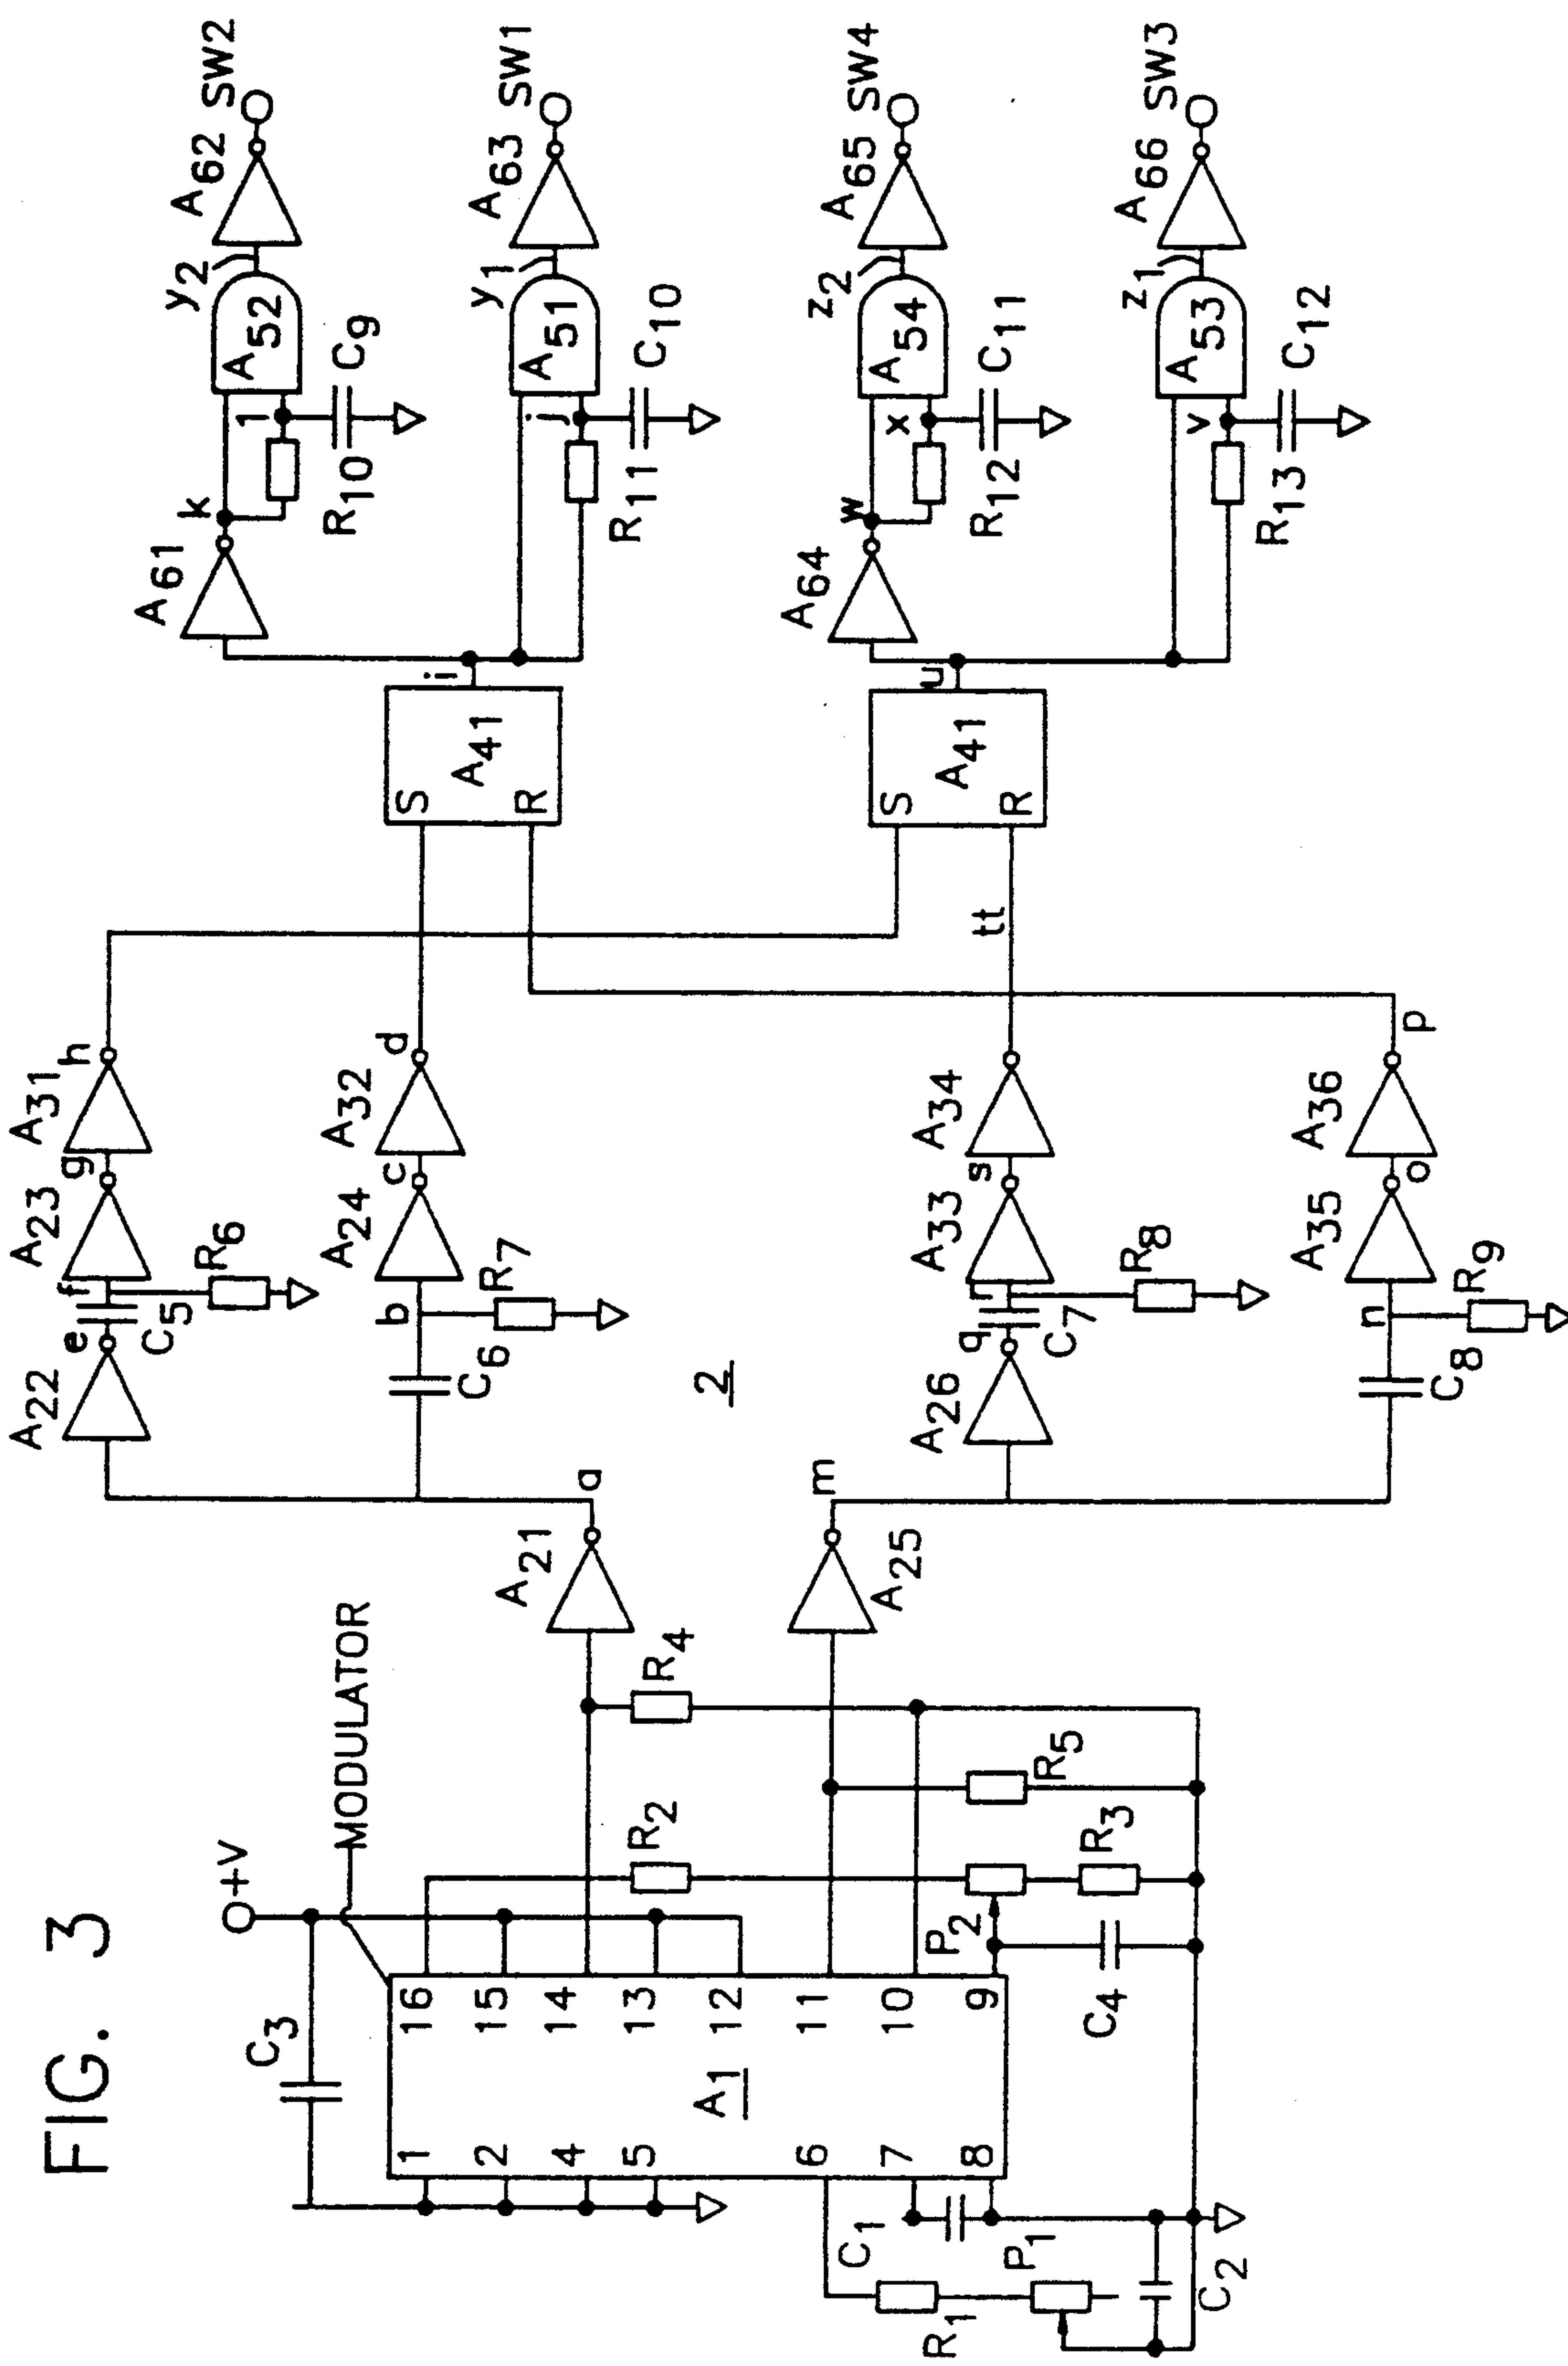 FIG. 3
MODULATOR
+V
C3
A1
1
2
4
5
6
7
8
16
15
14
13
12
11
10
9
C1
R1
P1
C2
R2
P2
R3
C4
R4
R5
A21
a
A25
m
2
A22
e
C5
f
R6
A23
g
A31
h
C6
b
R7
A24
c
A32
d
A26
q
C7
r
R8
A33
s
A34
tt
C8
n
R9
A35
o
A36
p
S
R
A41
i
S
R
A41
u
A61
k
R10
l
C9
A52
y2
A62
SW2
R11
j
C10
A51
y1
A63
SW1
A64
w
R12
x
C11
A54
z2
A65
SW4
R13
v
C12
A53
z1
A66
SW3